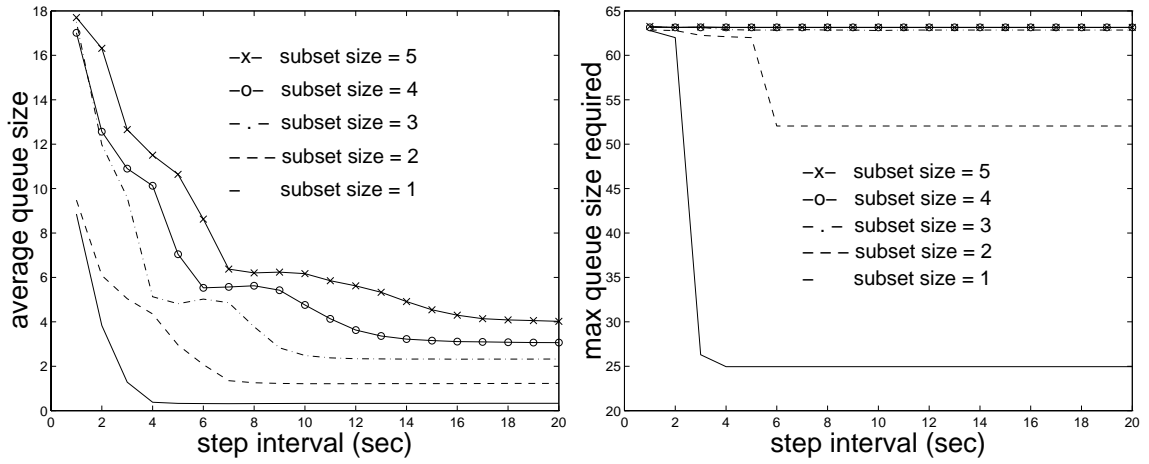 18
16
14
12
10
8
6
4
2
0
0 2 4 6 8 10 12 14 16 18 20
average queue size
step interval (sec)
–x– subset size = 5
–o– subset size = 4
– · – subset size = 3
– – – subset size = 2
– subset size = 1
65
60
55
50
45
40
35
30
25
20
0 2 4 6 8 10 12 14 16 18 20
max queue size required
step interval (sec)
–x– subset size = 5
–o– subset size = 4
– · – subset size = 3
– – – subset size = 2
– subset size = 1